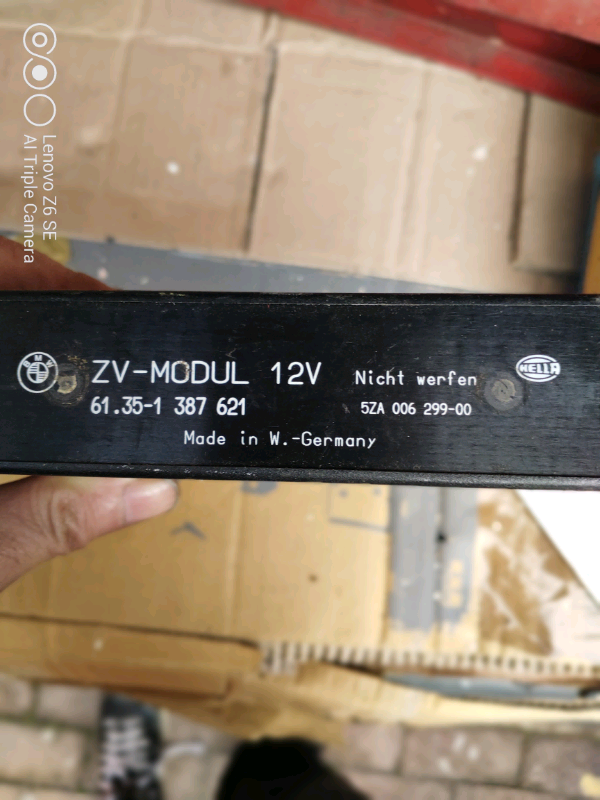 Lenovo Z6 SE
AI Triple Camera
BMW
ZV-MODUL 12V
Nicht werfen
HELLA
61.35-1 387 621
5ZA 006 299-00
Made in W.-Germany